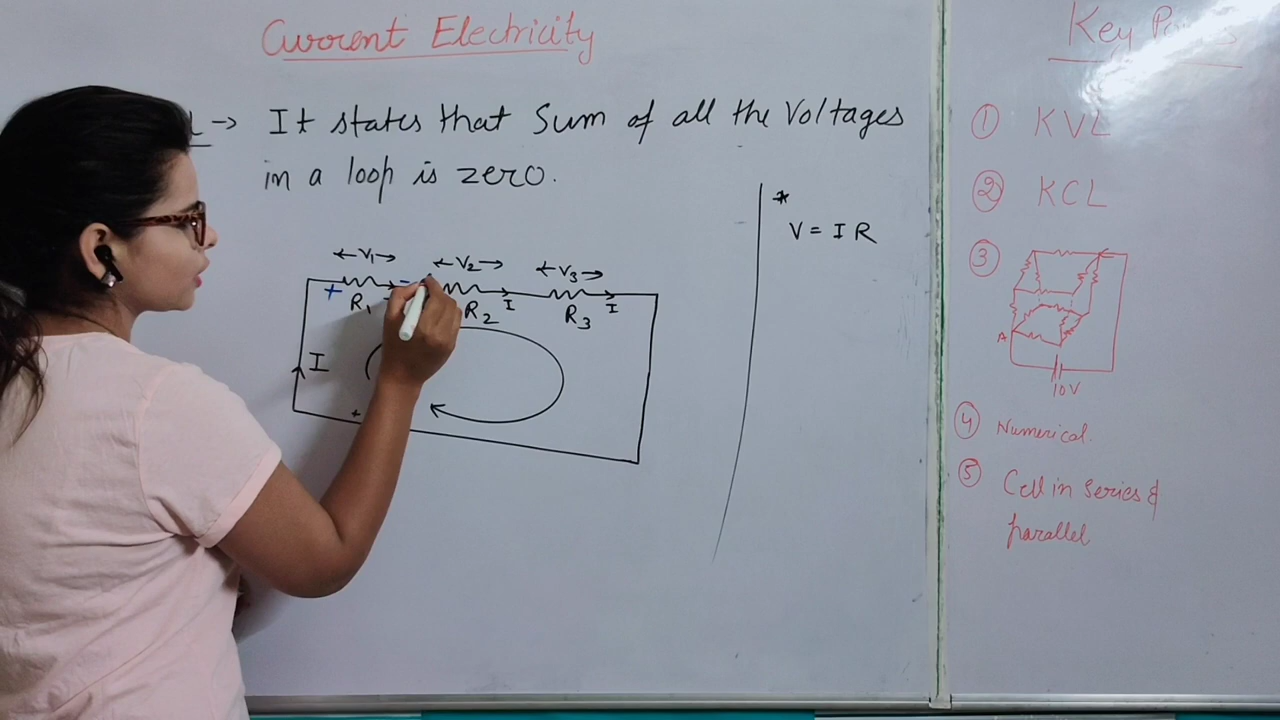 Current Electricity
→ It states that Sum of all the Voltages
in a loop is zero.
*
V = I R
← V₁ → ← V₂ → ← V₃ →
+ -
R₁ R₂ I R₃ I
I
+
Key
① KVL
② KCL
③
A
10V
④ Numerical.
⑤ Cell in Series &
parallel